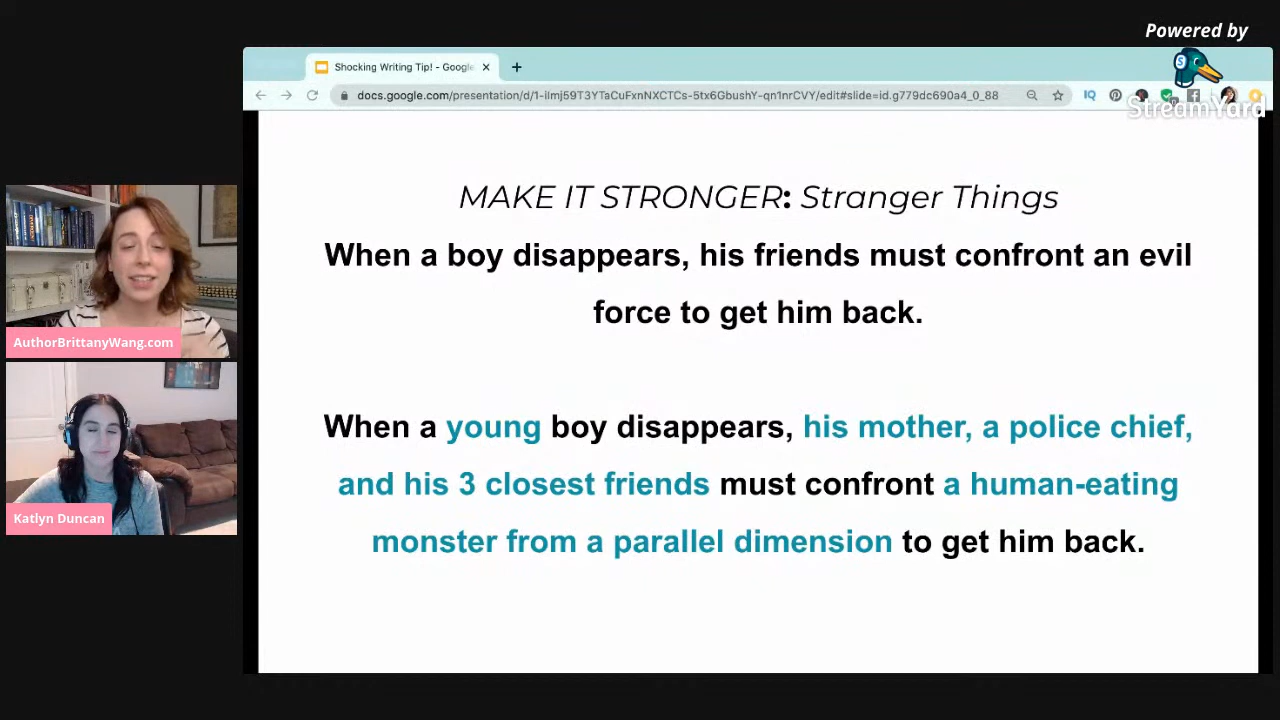 Powered by
StreamYard
Shocking Writing Tip! - Google
docs.google.com/presentation/d/1-iImj59T3YTaCuFxnNXCTCs-5tx6GbushY-qn1nrCVY/edit#slide=id.g779dc690a4_0_88
IQ
MAKE IT STRONGER: Stranger Things
When a boy disappears, his friends must confront an evil
force to get him back.
When a young boy disappears, his mother, a police chief,
and his 3 closest friends must confront a human-eating
monster from a parallel dimension to get him back.
AuthorBrittanyWang.com
Katlyn Duncan